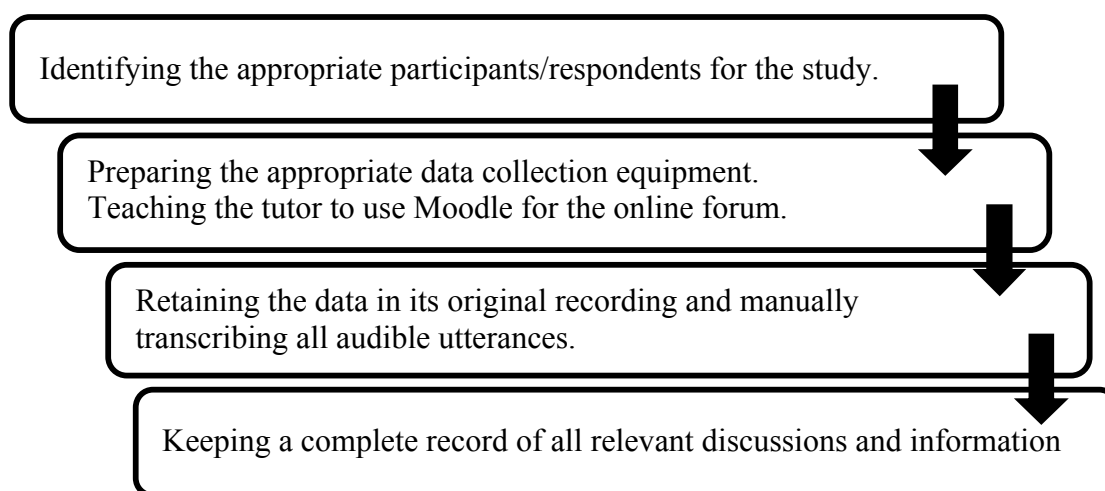 Identifying the appropriate participants/respondents for the study.
Preparing the appropriate data collection equipment.
Teaching the tutor to use Moodle for the online forum.
Retaining the data in its original recording and manually
transcribing all audible utterances.
Keeping a complete record of all relevant discussions and information